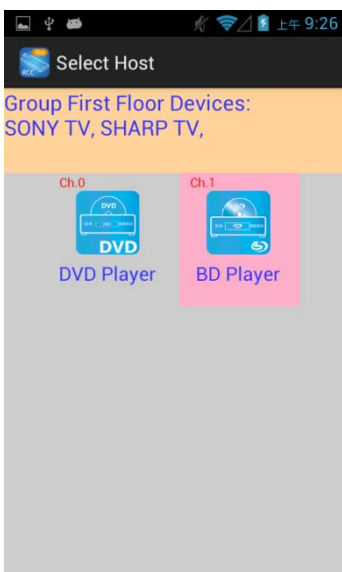 上午 9:26
RCC
Select Host
Group First Floor Devices:
SONY TV, SHARP TV,
Ch.0
Ch.1
DVD
DVD
DVD Player
BD Player